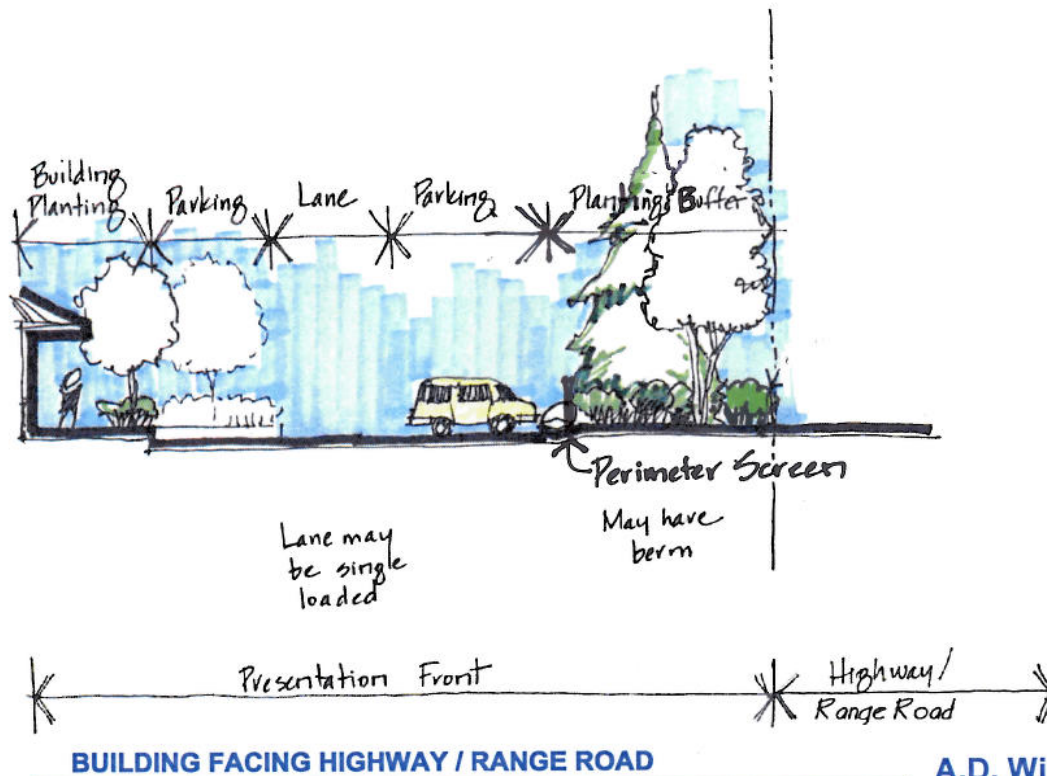 Building
Planting
Parking
Lane
Parking
Planting Buffer
Perimeter Screen
Lane may
be single
loaded
May have
berm
Presentation Front
Highway/
Range Road
BUILDING FACING HIGHWAY / RANGE ROAD
A.D. Wi